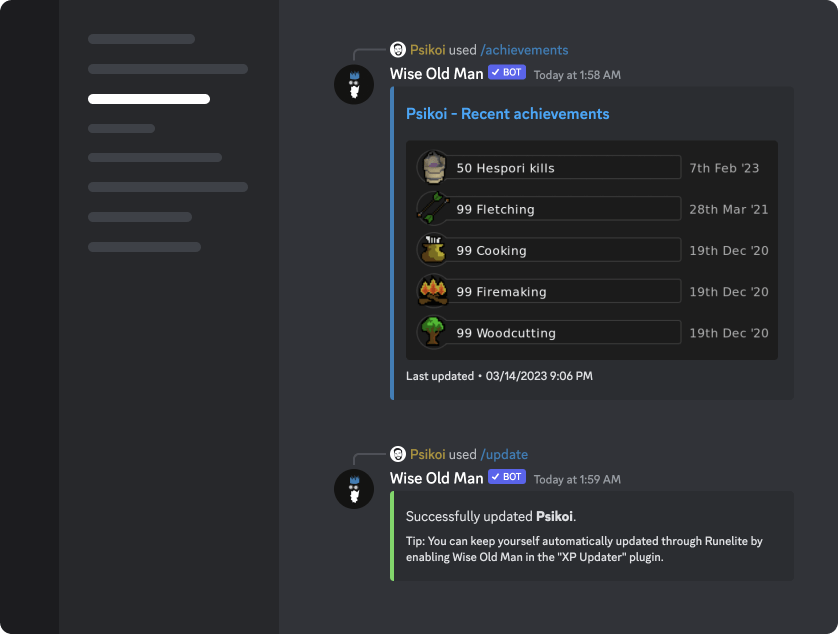 Psikoi used /achievements
Wise Old Man ✓ BOT Today at 1:58 AM
Psikoi - Recent achievements
50 Hespori kills 7th Feb '23
99 Fletching 28th Mar '21
99 Cooking 19th Dec '20
99 Firemaking 19th Dec '20
99 Woodcutting 19th Dec '20
Last updated • 03/14/2023 9:06 PM
Psikoi used /update
Wise Old Man ✓ BOT Today at 1:59 AM
Successfully updated Psikoi.
Tip: You can keep yourself automatically updated through Runelite by
enabling Wise Old Man in the "XP Updater" plugin.